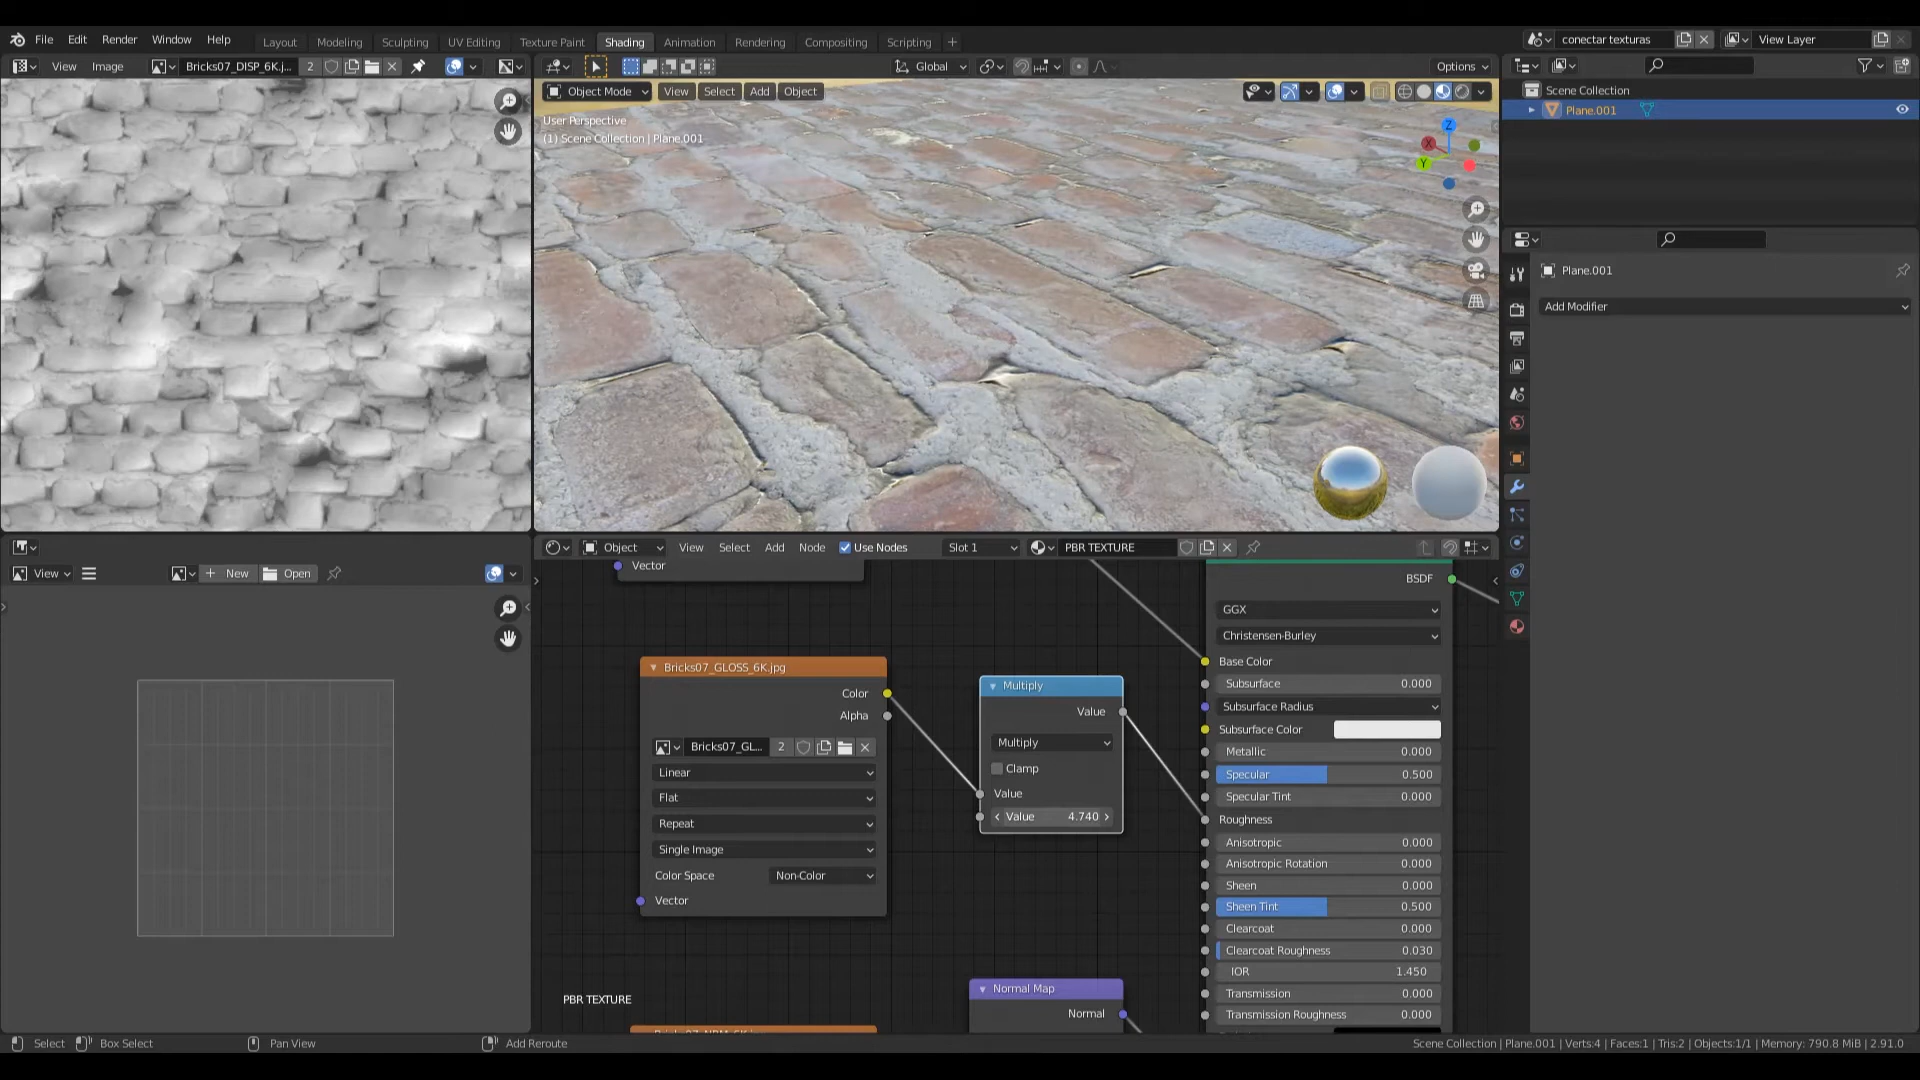 File Edit Render Window Help
Layout Modeling Sculpting UV Editing Texture Paint Shading Animation Rendering Compositing Scripting +
conectar texturas
View Layer
View Image Bricks07_DISP_6K.j... 2
Global
Options
Object Mode View Select Add Object
User Perspective
(1) Scene Collection | Plane.001
Z
X
Y
Scene Collection
Plane.001
Plane.001
Add Modifier
View
New
Open
Object View Select Add Node Use Nodes Slot 1 PBR TEXTURE
Vector
Bricks07_GLOSS_6K.jpg
Color
Alpha
Bricks07_GL... 2
Linear
Flat
Repeat
Single Image
Color Space Non-Color
Vector
Multiply
Value
Multiply
Clamp
Value
Value 4.740
Normal Map
Normal
BSDF
GGX
Christensen-Burley
Base Color
Subsurface 0.000
Subsurface Radius
Subsurface Color
Metallic 0.000
Specular 0.500
Specular Tint 0.000
Roughness
Anisotropic 0.000
Anisotropic Rotation 0.000
Sheen 0.000
Sheen Tint 0.500
Clearcoat 0.000
Clearcoat Roughness 0.030
IOR 1.450
Transmission 0.000
Transmission Roughness 0.000
PBR TEXTURE
Select Box Select Pan View Add Reroute
Scene Collection | Plane.001 | Verts:4 | Faces:1 | Tris:2 | Objects:1/1 | Memory: 790.8 MiB | 2.91.0